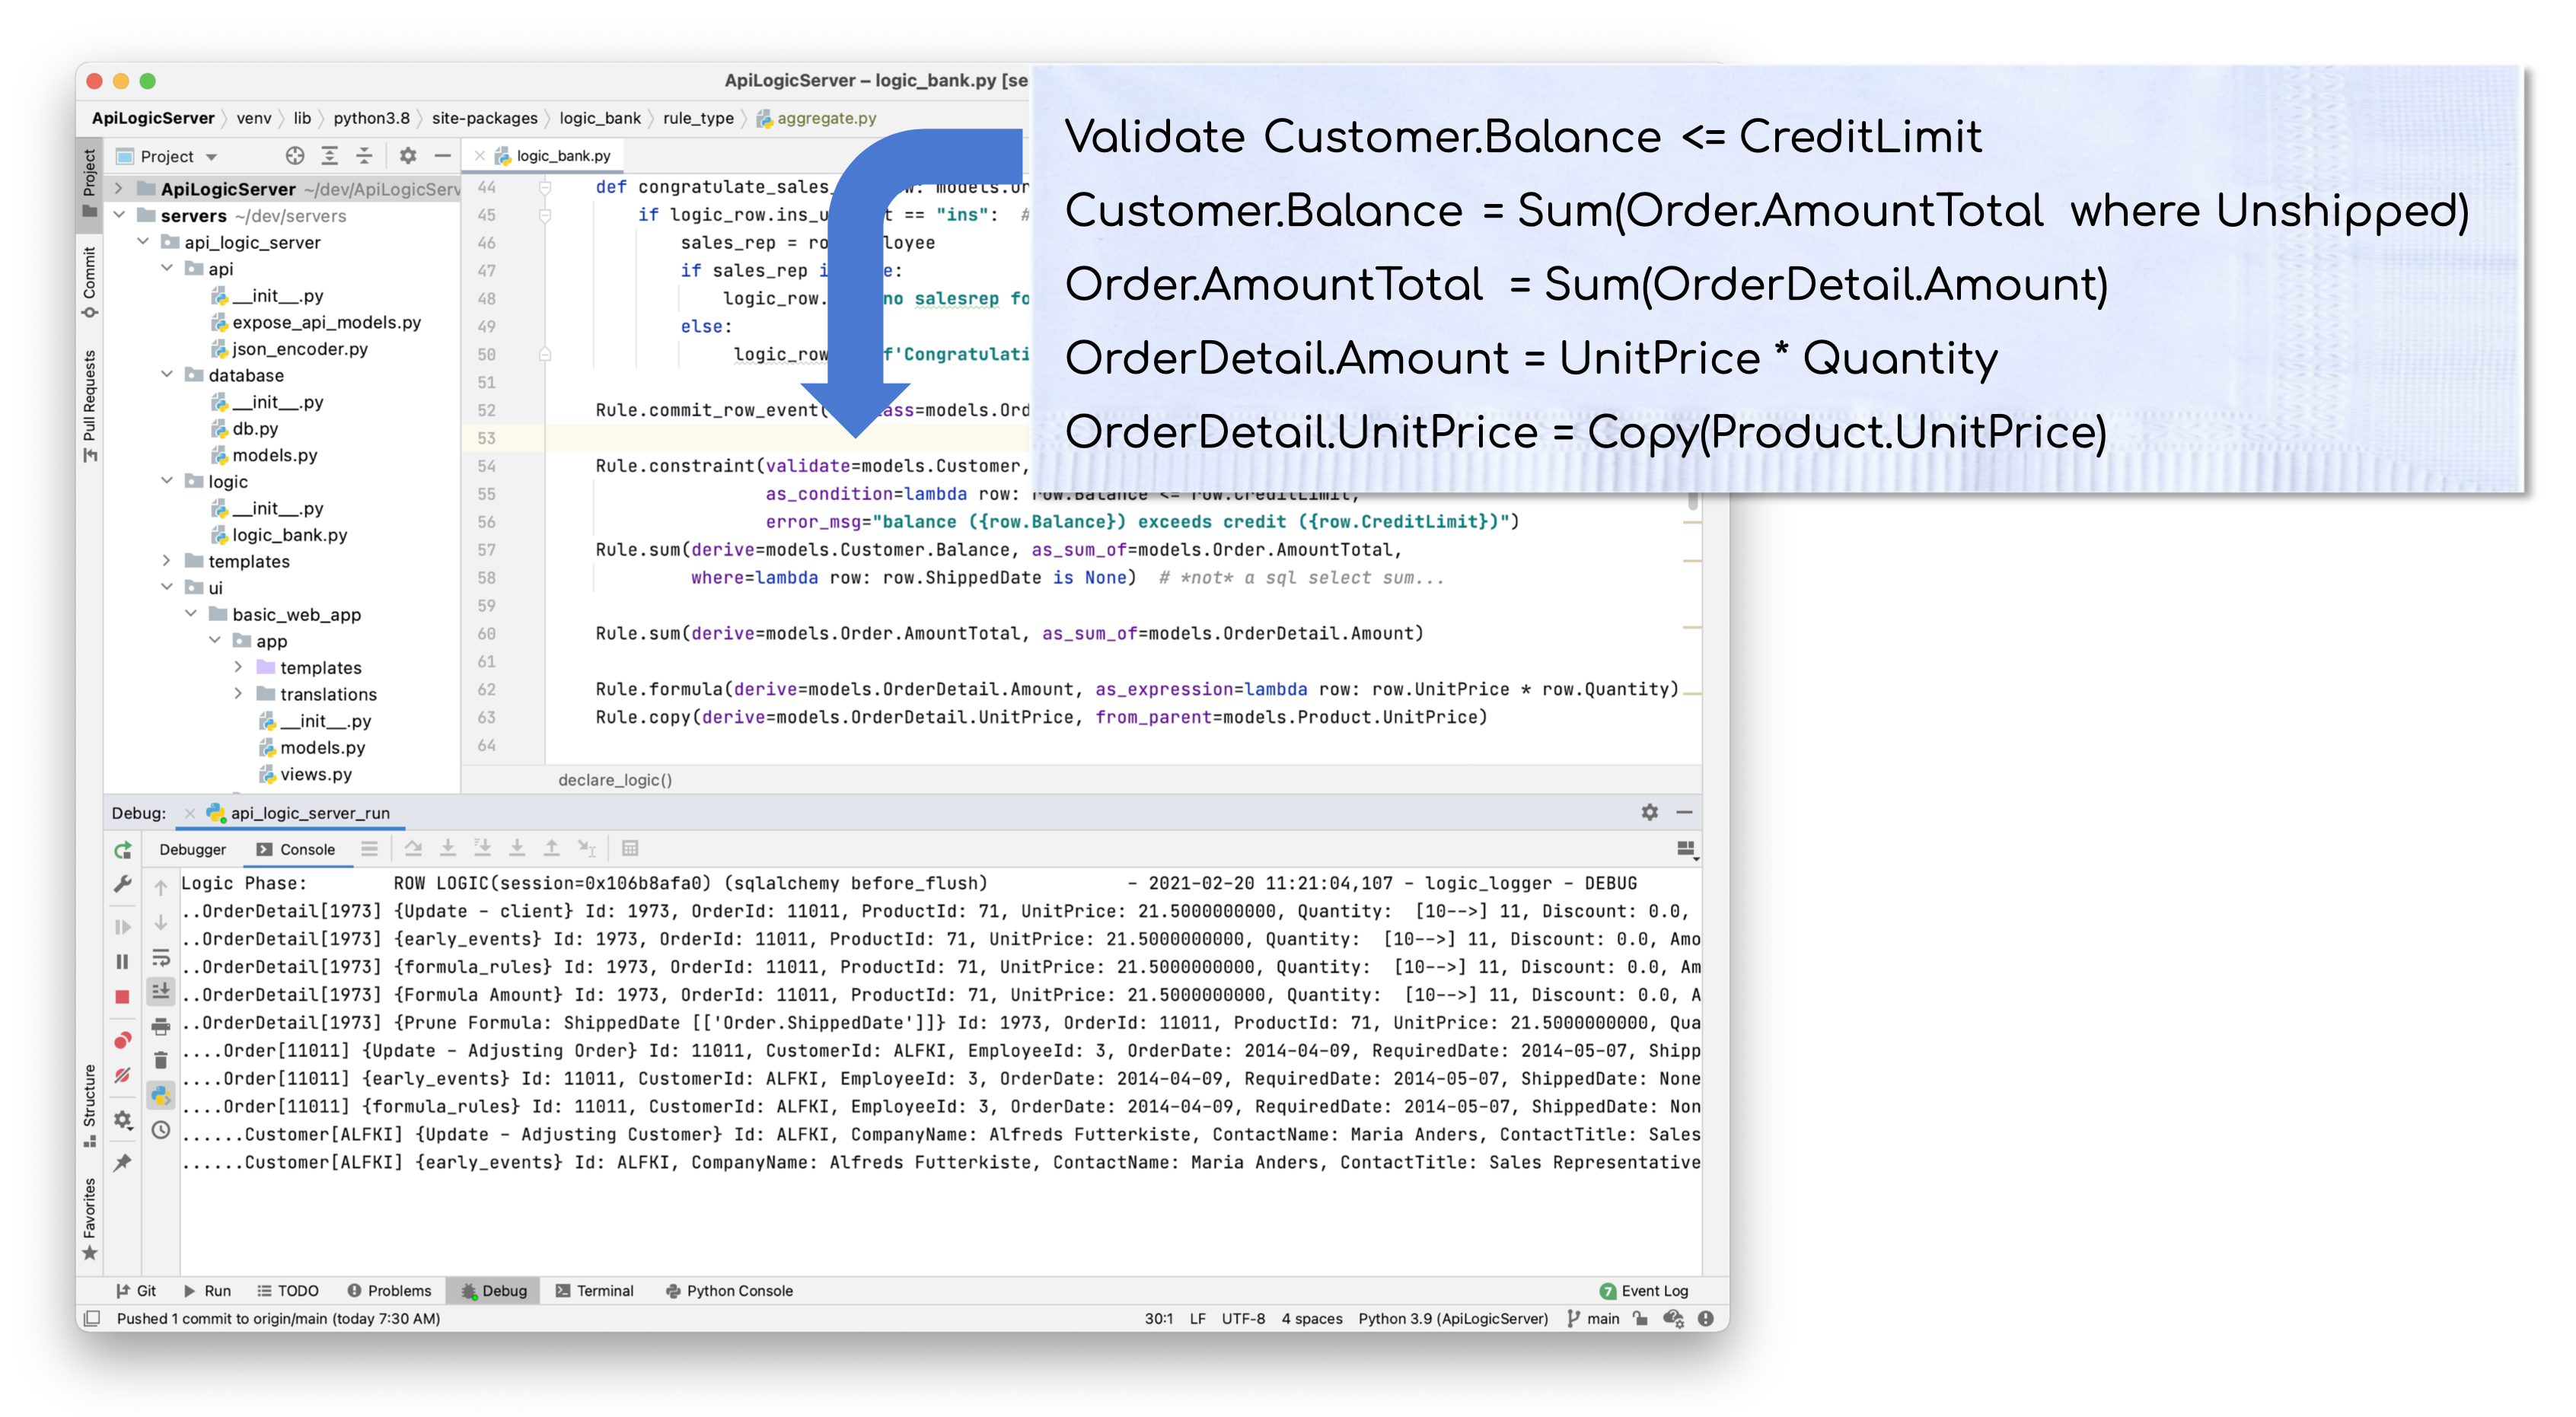 ApiLogicServer – logic_bank.py [se
ApiLogicServer venv lib python3.8 site-packages logic_bank rule_type aggregate.py
Validate Customer.Balance <= CreditLimit
Customer.Balance = Sum(Order.AmountTotal where Unshipped)
Order.AmountTotal = Sum(OrderDetail.Amount)
OrderDetail.Amount = UnitPrice * Quantity
OrderDetail.UnitPrice = Copy(Product.UnitPrice)
Project
Commit
Pull Requests
Structure
Favorites
Project
ApiLogicServer ~/dev/ApiLogicServ
servers ~/dev/servers
api_logic_server
api
__init__.py
expose_api_models.py
json_encoder.py
database
__init__.py
db.py
models.py
logic
__init__.py
logic_bank.py
templates
ui
basic_web_app
app
templates
translations
__init__.py
models.py
views.py
logic_bank.py
44 def congratulate_sales_ w: models.Or
45 if logic_row.ins_u t == "ins": #
46 sales_rep = ro loyee
47 if sales_rep i e:
48 logic_row. no salesrep fo
49 else:
50 logic_row f'Congratulati
51
52 Rule.commit_row_event( ass=models.Ord
53
54 Rule.constraint(validate=models.Customer,
55 as_condition=lambda row: row.Balance <= row.CreditLimit,
56 error_msg="balance ({row.Balance}) exceeds credit ({row.CreditLimit})")
57 Rule.sum(derive=models.Customer.Balance, as_sum_of=models.Order.AmountTotal,
58 where=lambda row: row.ShippedDate is None) # *not* a sql select sum...
59
60 Rule.sum(derive=models.Order.AmountTotal, as_sum_of=models.OrderDetail.Amount)
61
62 Rule.formula(derive=models.OrderDetail.Amount, as_expression=lambda row: row.UnitPrice * row.Quantity)
63 Rule.copy(derive=models.OrderDetail.UnitPrice, from_parent=models.Product.UnitPrice)
64
declare_logic()
Debug: api_logic_server_run
Debugger Console
Logic Phase: ROW LOGIC(session=0x106b8afa0) (sqlalchemy before_flush) - 2021-02-20 11:21:04,107 - logic_logger - DEBUG
..OrderDetail[1973] {Update - client} Id: 1973, OrderId: 11011, ProductId: 71, UnitPrice: 21.5000000000, Quantity: [10-->] 11, Discount: 0.0,
..OrderDetail[1973] {early_events} Id: 1973, OrderId: 11011, ProductId: 71, UnitPrice: 21.5000000000, Quantity: [10-->] 11, Discount: 0.0, Amo
..OrderDetail[1973] {formula_rules} Id: 1973, OrderId: 11011, ProductId: 71, UnitPrice: 21.5000000000, Quantity: [10-->] 11, Discount: 0.0, Am
..OrderDetail[1973] {Formula Amount} Id: 1973, OrderId: 11011, ProductId: 71, UnitPrice: 21.5000000000, Quantity: [10-->] 11, Discount: 0.0, A
..OrderDetail[1973] {Prune Formula: ShippedDate [['Order.ShippedDate']]} Id: 1973, OrderId: 11011, ProductId: 71, UnitPrice: 21.5000000000, Qua
....Order[11011] {Update - Adjusting Order} Id: 11011, CustomerId: ALFKI, EmployeeId: 3, OrderDate: 2014-04-09, RequiredDate: 2014-05-07, Shipp
....Order[11011] {early_events} Id: 11011, CustomerId: ALFKI, EmployeeId: 3, OrderDate: 2014-04-09, RequiredDate: 2014-05-07, ShippedDate: None
....Order[11011] {formula_rules} Id: 11011, CustomerId: ALFKI, EmployeeId: 3, OrderDate: 2014-04-09, RequiredDate: 2014-05-07, ShippedDate: Non
......Customer[ALFKI] {Update - Adjusting Customer} Id: ALFKI, CompanyName: Alfreds Futterkiste, ContactName: Maria Anders, ContactTitle: Sales
......Customer[ALFKI] {early_events} Id: ALFKI, CompanyName: Alfreds Futterkiste, ContactName: Maria Anders, ContactTitle: Sales Representative
Git Run TODO Problems Debug Terminal Python Console 7 Event Log
Pushed 1 commit to origin/main (today 7:30 AM) 30:1 LF UTF-8 4 spaces Python 3.9 (ApiLogicServer) main